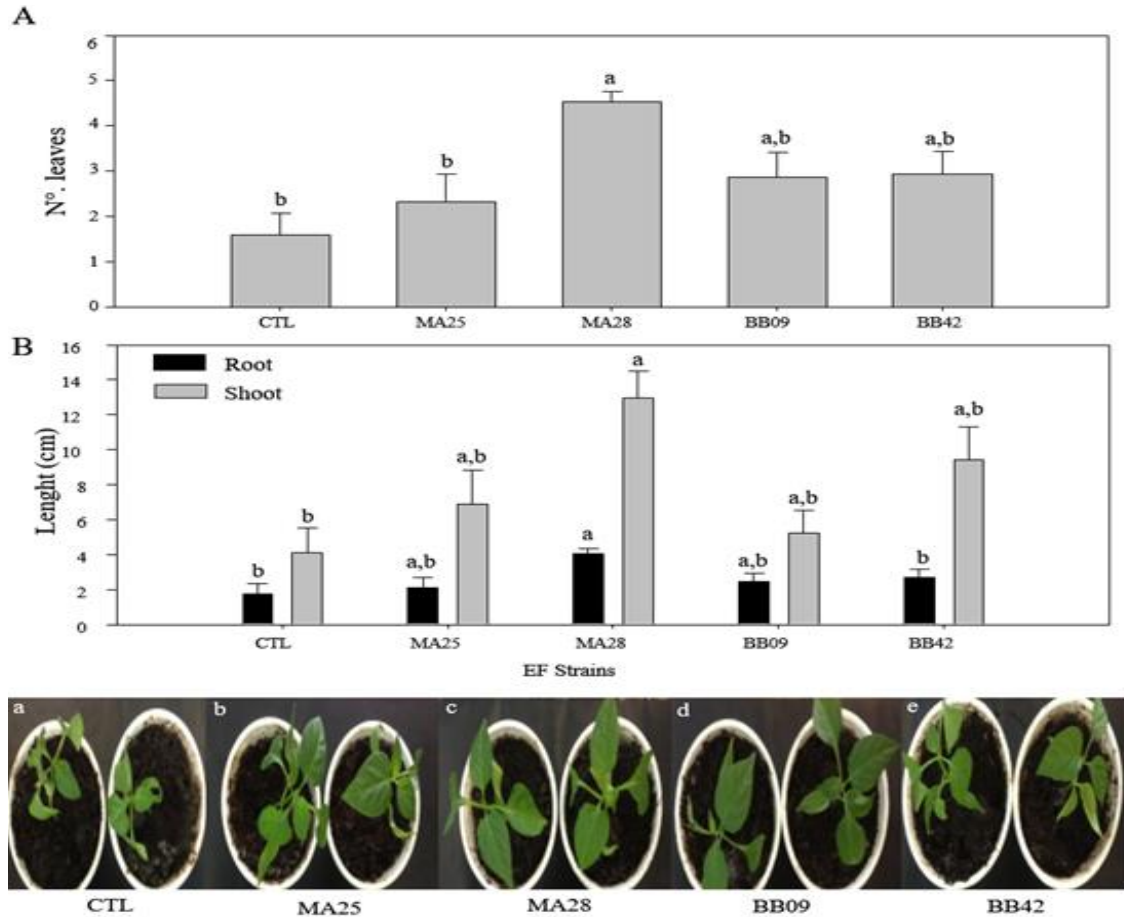 A
6
5
4
3
2
1
0
N°. leaves
b
b
a
a,b
a,b
CTL MA25 MA28 BB09 BB42
B
16
14
12
10
8
6
4
2
0
Lenght (cm)
Root
Shoot
b b a,b a,b a a a,b a,b b a,b
CTL MA25 MA28 BB09 BB42
EF Strains
a b c d e
CTL MA25 MA28 BB09 BB42